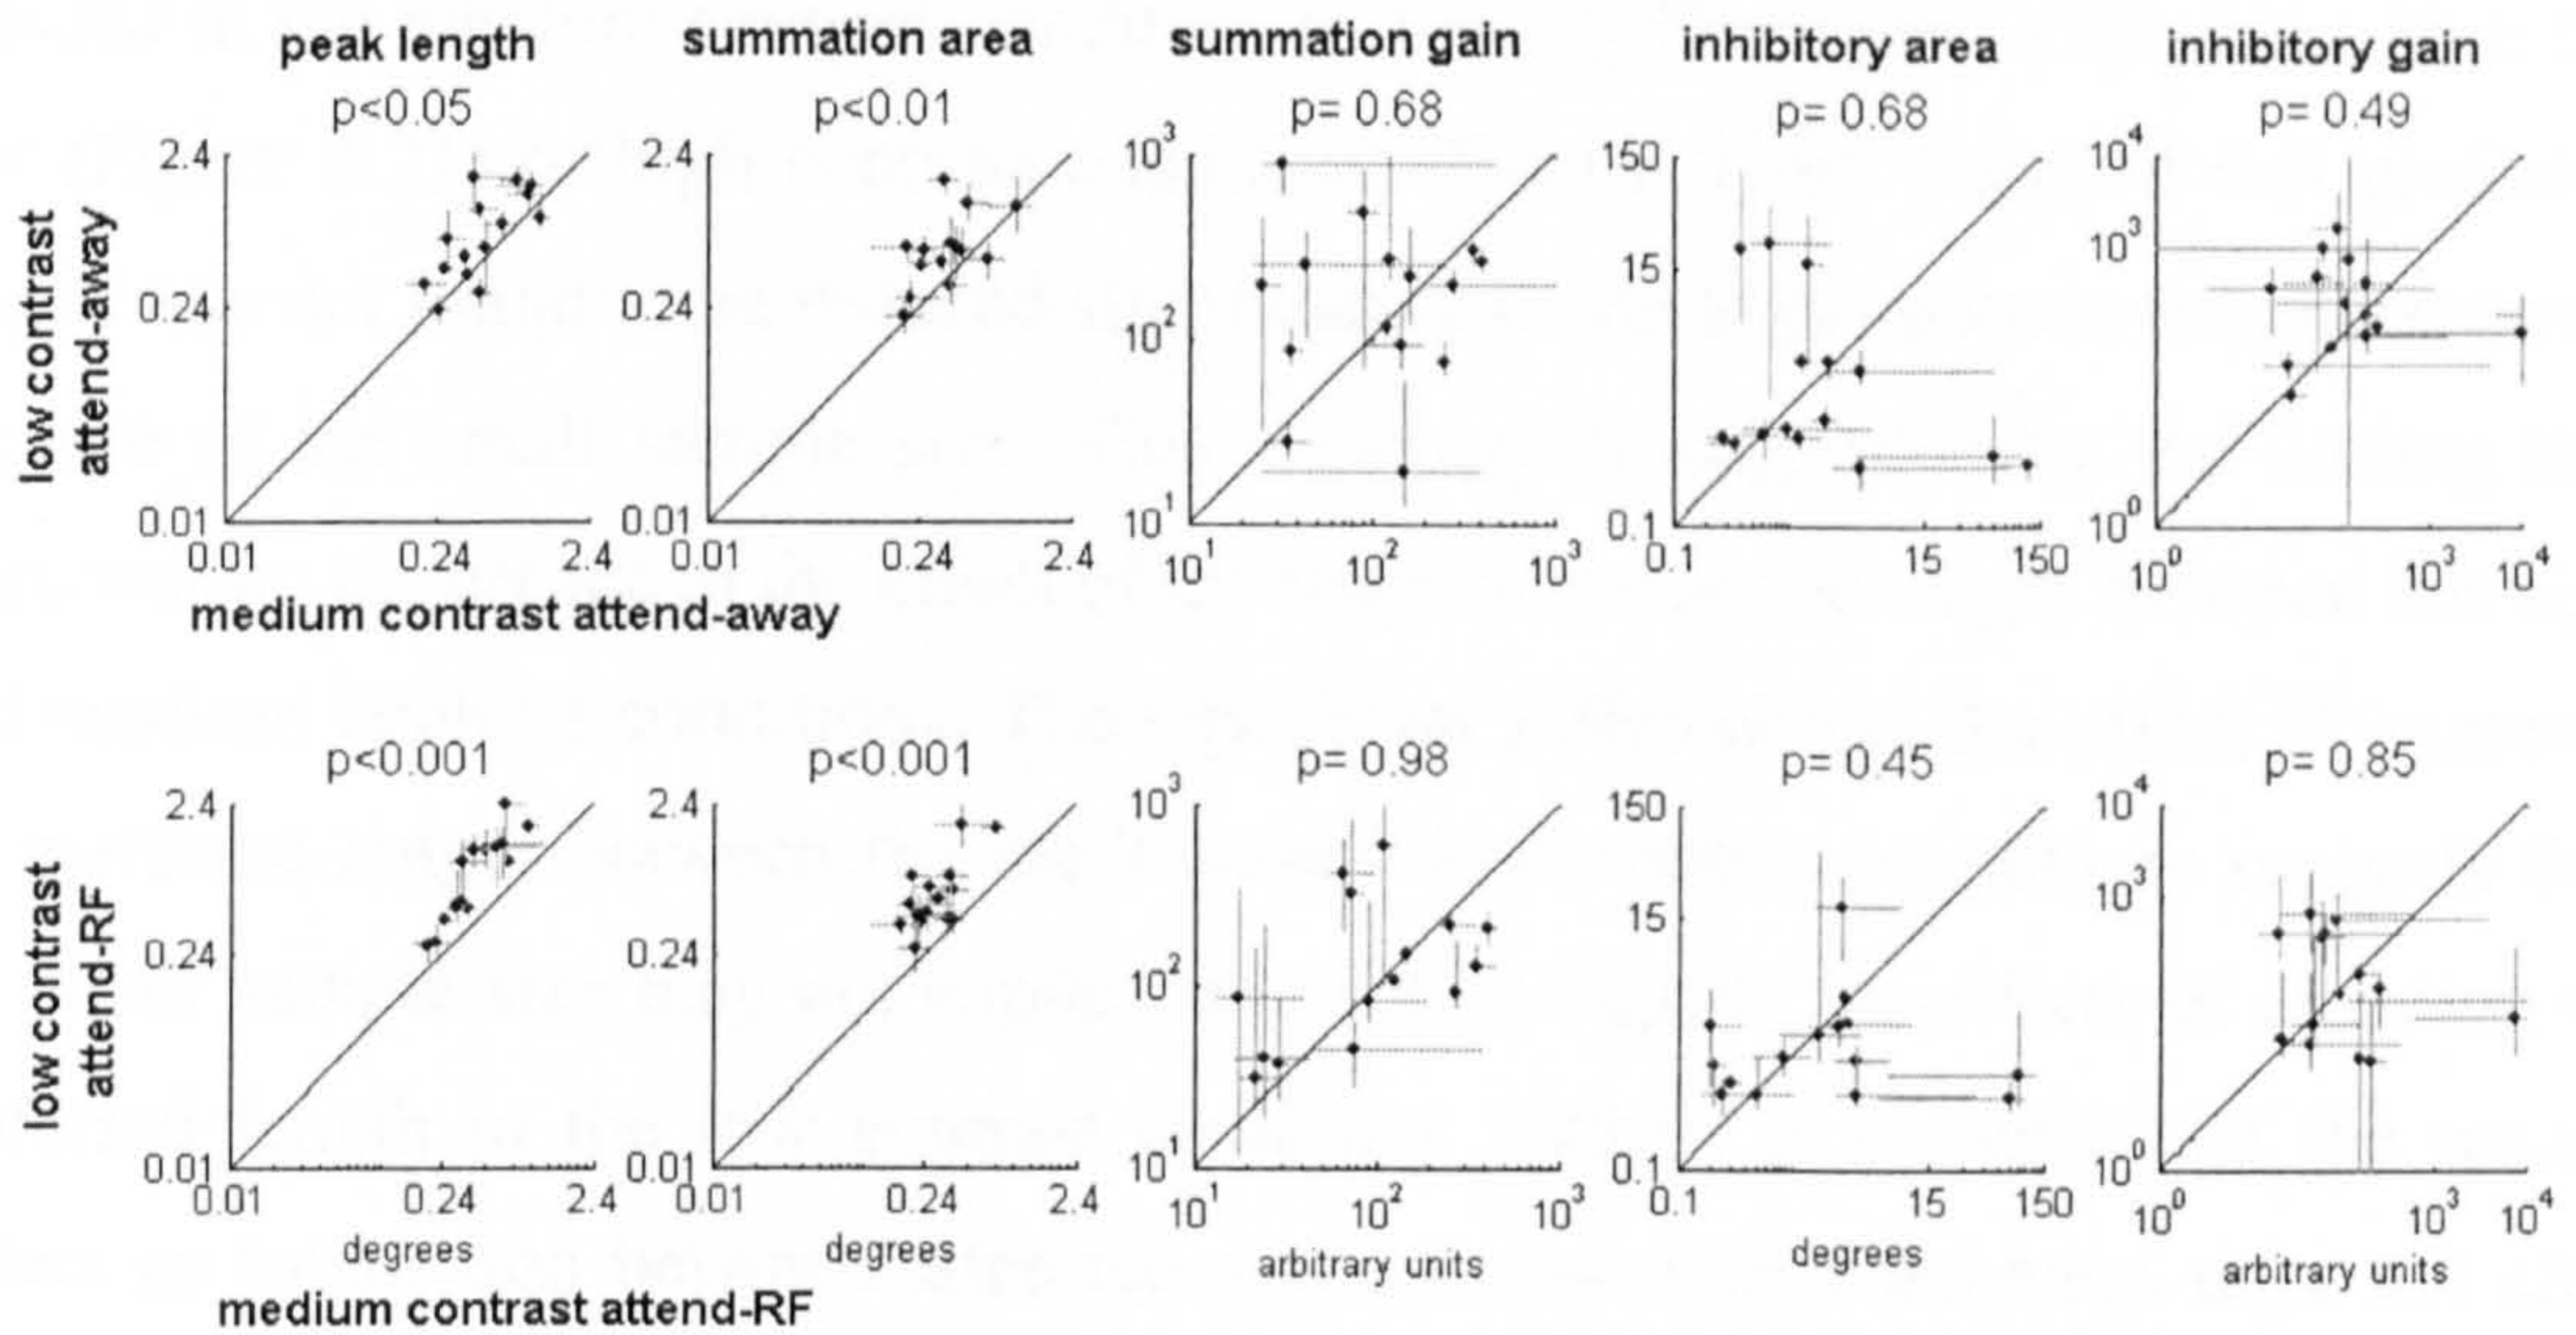 peak length summation area summation gain inhibitory area inhibitory gain
p<0.05 p<0.01 p= 0.68 p= 0.68 p= 0.49
2.4 2.4 10³ 150 10⁴
15 10³
low contrast
attend-away
0.24 0.24 10²
0.01 0.01 10¹ 0.1 10⁰
0.01 0.24 2.4 0.01 0.24 2.4 10¹ 10² 10³ 0.1 15 150 10⁰ 10³ 10⁴
medium contrast attend-away
p<0.001 p<0.001 p= 0.98 p= 0.45 p= 0.85
2.4 2.4 10³ 150 10⁴
15 10³
low contrast
attend-RF
0.24 0.24 10²
0.01 0.01 10¹ 0.1 10⁰
0.01 0.24 2.4 0.01 0.24 2.4 10¹ 10² 10³ 0.1 15 150 10⁰ 10³ 10⁴
degrees degrees arbitrary units degrees arbitrary units
medium contrast attend-RF